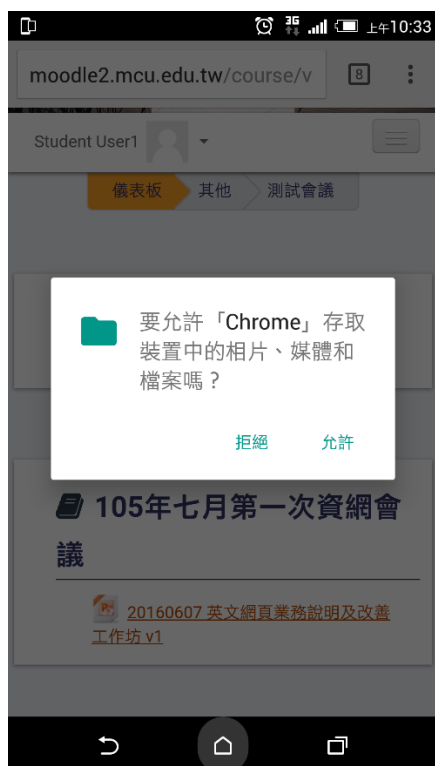 3G 上午10:33
moodle2.mcu.edu.tw/course/v 8
Student User1
儀表板 其他 測試會議
要允許「Chrome」存取
裝置中的相片、媒體和
檔案嗎？
拒絕 允許
105年七月第一次資網會
議
20160607 英文網頁業務說明及改善
工作坊 v1